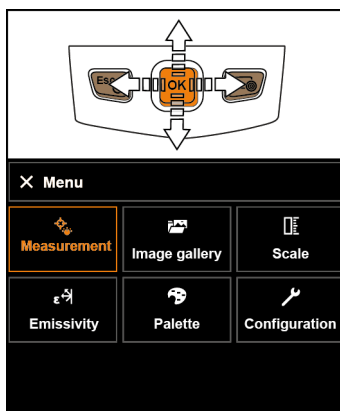 Esc
OK
Menu
Measurement
Image gallery
Scale
ε
Emissivity
Palette
Configuration